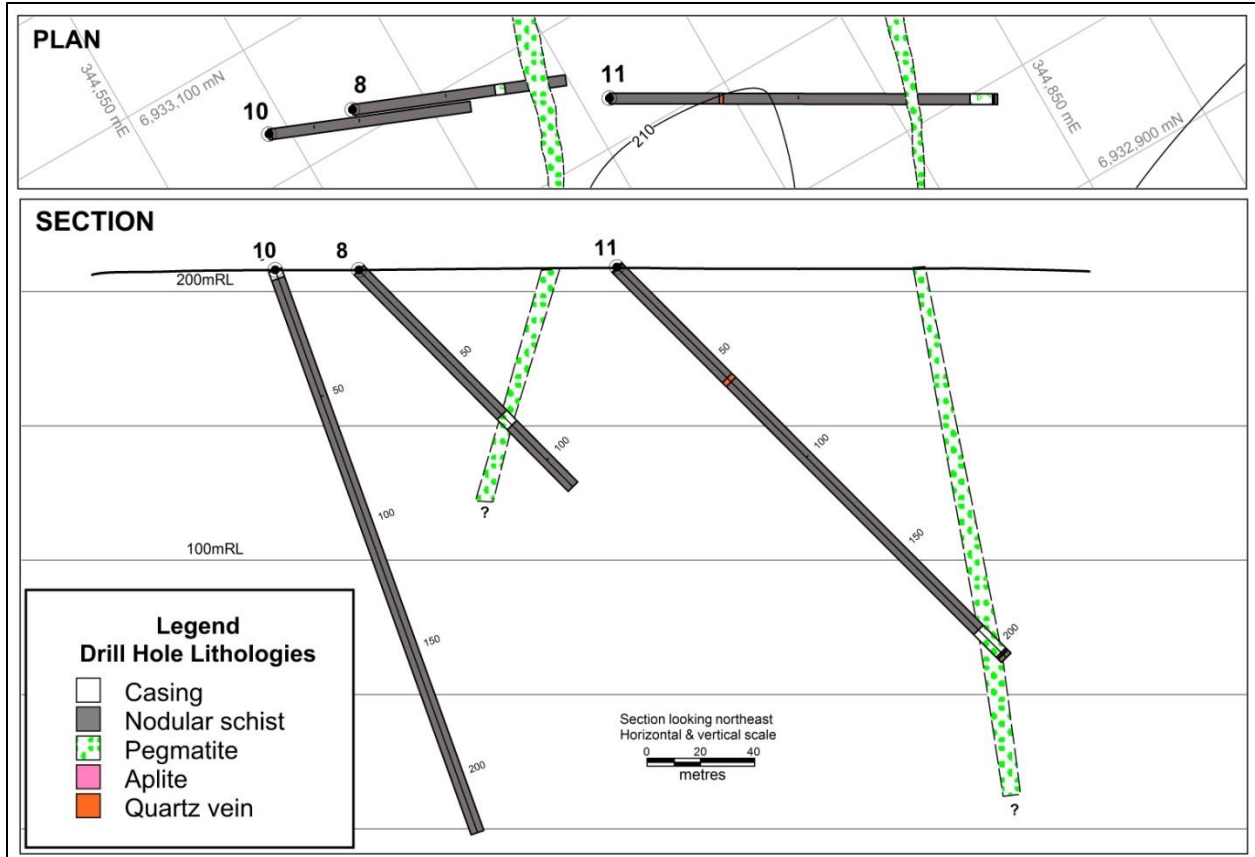 PLAN
344,550 mE
6,933,100 mN
8
10
11
210
344,850 mE
6,932,900 mN
SECTION
10
8
11
200mRL
50
50
50
100
100
100
100mRL
150
150
200
200
?
?
Legend
Drill Hole Lithologies
Casing
Nodular schist
Pegmatite
Aplite
Quartz vein
Section looking northeast
Horizontal & vertical scale
0 20 40
metres